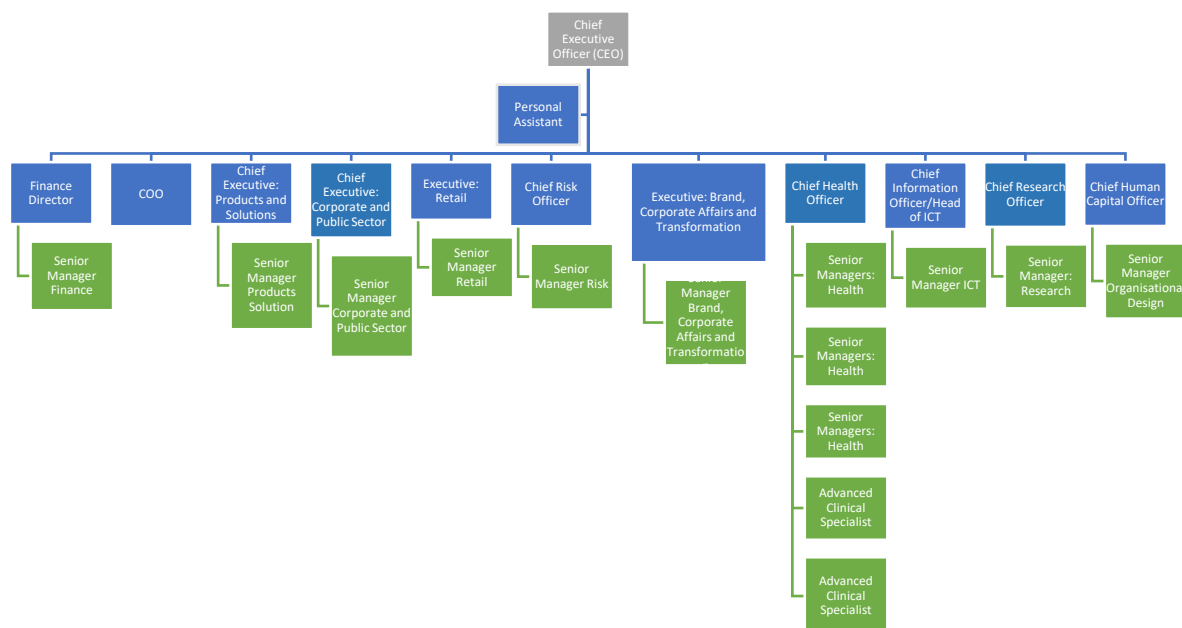 Chief
Executive
Officer (CEO)
Personal
Assistant
Finance
Director
COO
Chief
Executive:
Products and
Solutions
Chief
Executive:
Corporate and
Public Sector
Executive:
Retail
Chief Risk
Officer
Executive: Brand,
Corporate Affairs and
Transformation
Chief Health
Officer
Chief
Information
Officer/Head
of ICT
Chief Research
Officer
Chief Human
Capital Officer
Senior
Manager
Finance
Senior
Manager
Products
Solution
Senior
Manager
Corporate and
Public Sector
Senior
Manager
Retail
Senior
Manager Risk
Manager
Brand,
Corporate
Affairs and
Transformatio
Senior
Managers:
Health
Senior
Managers:
Health
Senior
Managers:
Health
Advanced
Clinical
Specialist
Advanced
Clinical
Specialist
Senior
Manager ICT
Senior
Manager:
Research
Senior
Manager
Organisational
Design